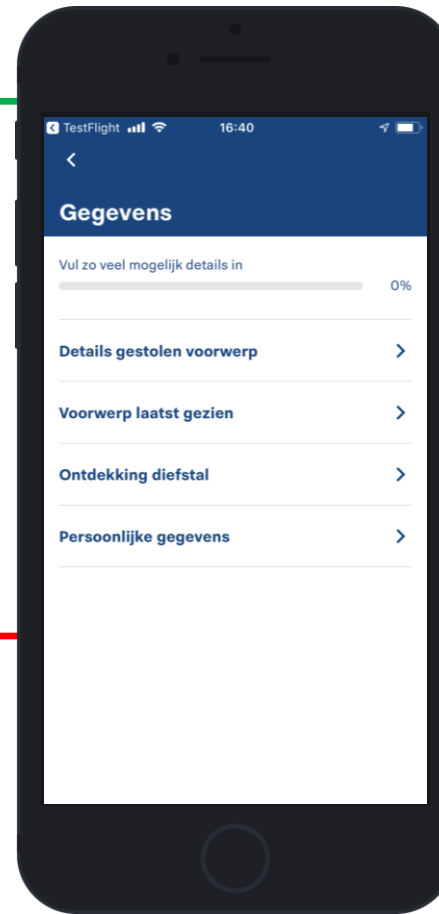 TestFlight 16:40
Gegevens
Vul zo veel mogelijk details in
0%
Details gestolen voorwerp
Voorwerp laatst gezien
Ontdekking diefstal
Persoonlijke gegevens